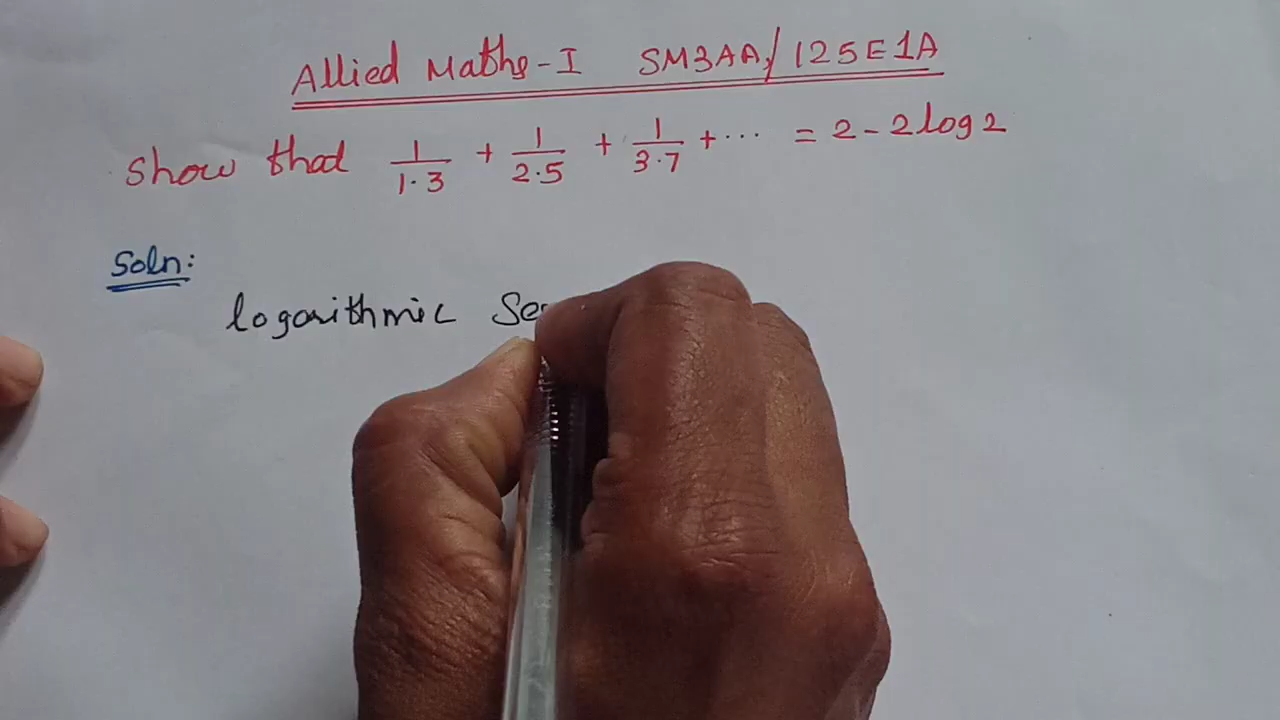 Allied Maths-I SM3AA/125E1A
Show that 1/1·3 + 1/2·5 + 1/3·7 + ··· = 2 - 2log2
Soln:
logarithmic